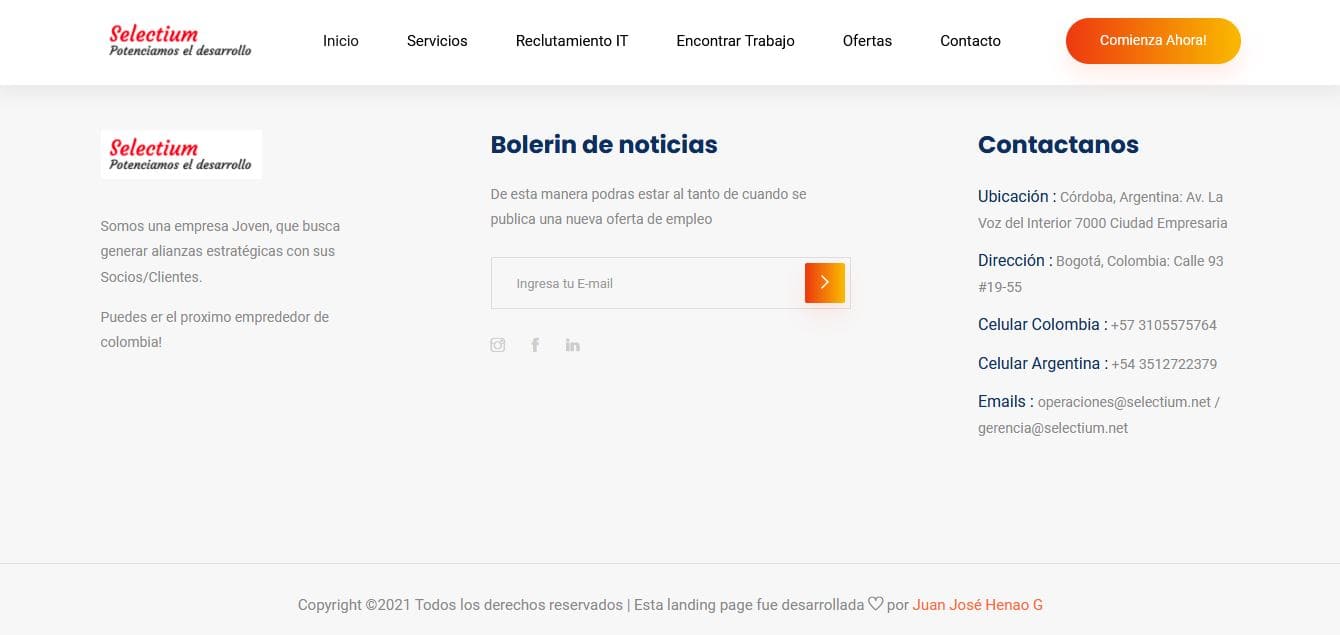 Selectium
Potenciamos el desarrollo
Inicio
Servicios
Reclutamiento IT
Encontrar Trabajo
Ofertas
Contacto
Comienza Ahora!
Selectium
Potenciamos el desarrollo
Somos una empresa Joven, que busca
generar alianzas estratégicas con sus
Socios/Clientes.
Puedes er el proximo emprededor de
colombia!
Bolerin de noticias
De esta manera podras estar al tanto de cuando se
publica una nueva oferta de empleo
Ingresa tu E-mail
Contactanos
Ubicación : Córdoba, Argentina: Av. La
Voz del Interior 7000 Ciudad Empresaria
Dirección : Bogotá, Colombia: Calle 93
#19-55
Celular Colombia : +57 3105575764
Celular Argentina : +54 3512722379
Emails : operaciones@selectium.net /
gerencia@selectium.net
Copyright ©2021 Todos los derechos reservados | Esta landing page fue desarrollada ♡ por Juan José Henao G